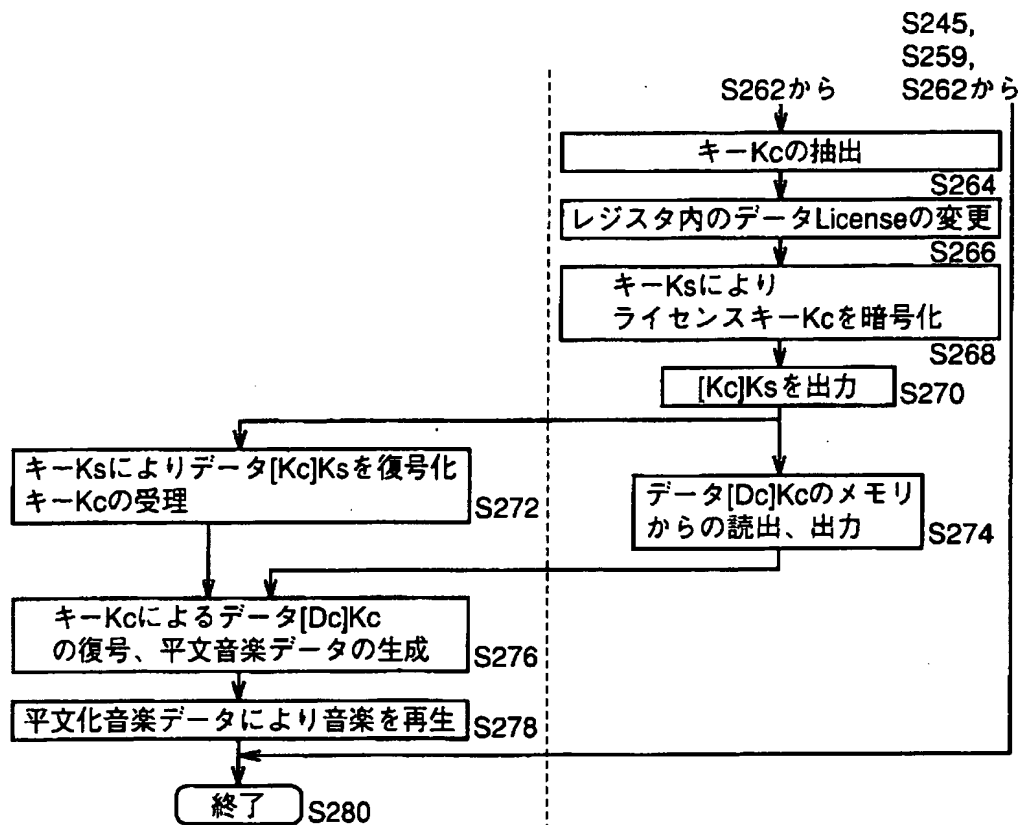 S245,
S259,
S262から
S262から
キーKcの抽出
S264
レジスタ内のデータLicenseの変更
S266
キーKsにより
ライセンスキーKcを暗号化
S268
[Kc]Ksを出力
S270
キーKsによりデータ[Kc]Ksを復号化
キーKcの受理
S272
データ[Dc]Kcのメモリ
からの読出、出力
S274
キーKcによるデータ[Dc]Kc
の復号、平文音楽データの生成
S276
平文化音楽データにより音楽を再生
S278
終了
S280